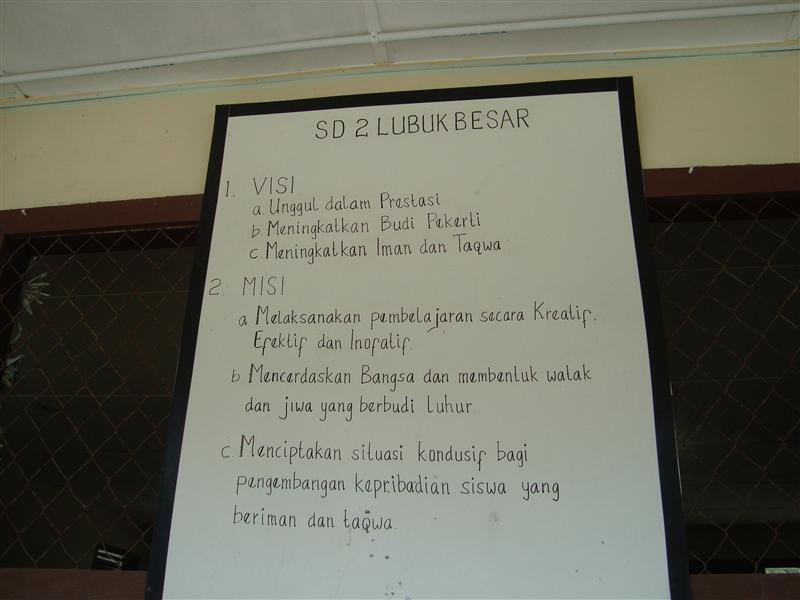 SD 2 LUBUK BESAR
1. VISI
a. Unggul dalam Prestasi
b. Meningkatkan Budi Pekerti
c. Meningkatkan Iman dan Taqwa
2. MISI
a Melaksanakan pembelajaran secara Kreatif.
Efektif dan Inofatif.
b Mencerdaskan Bangsa dan membentuk watak
dan jiwa yang berbudi luhur.
c. Menciptakan situasi kondusif bagi
pengembangan kepribadian siswa yang
beriman dan taqwa.